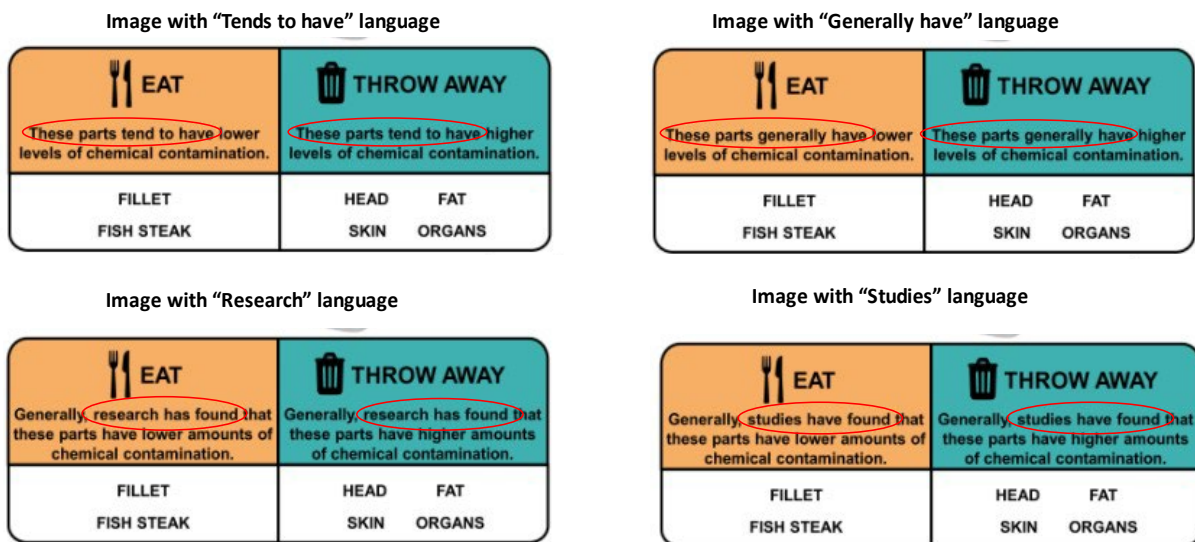 Image with “Tends to have” language
EAT
These parts tend to have lower
levels of chemical contamination.
THROW AWAY
These parts tend to have higher
levels of chemical contamination.
FILLET
FISH STEAK
HEAD FAT
SKIN ORGANS
Image with “Generally have” language
EAT
These parts generally have lower
levels of chemical contamination.
THROW AWAY
These parts generally have higher
levels of chemical contamination.
FILLET
FISH STEAK
HEAD FAT
SKIN ORGANS
Image with “Research” language
EAT
Generally, research has found that
these parts have lower amounts of
chemical contamination.
THROW AWAY
Generally, research has found that
these parts have higher amounts
of chemical contamination.
FILLET
FISH STEAK
HEAD FAT
SKIN ORGANS
Image with “Studies” language
EAT
Generally, studies have found that
these parts have lower amounts of
chemical contamination.
THROW AWAY
Generally, studies have found that
these parts have higher amounts
of chemical contamination.
FILLET
FISH STEAK
HEAD FAT
SKIN ORGANS